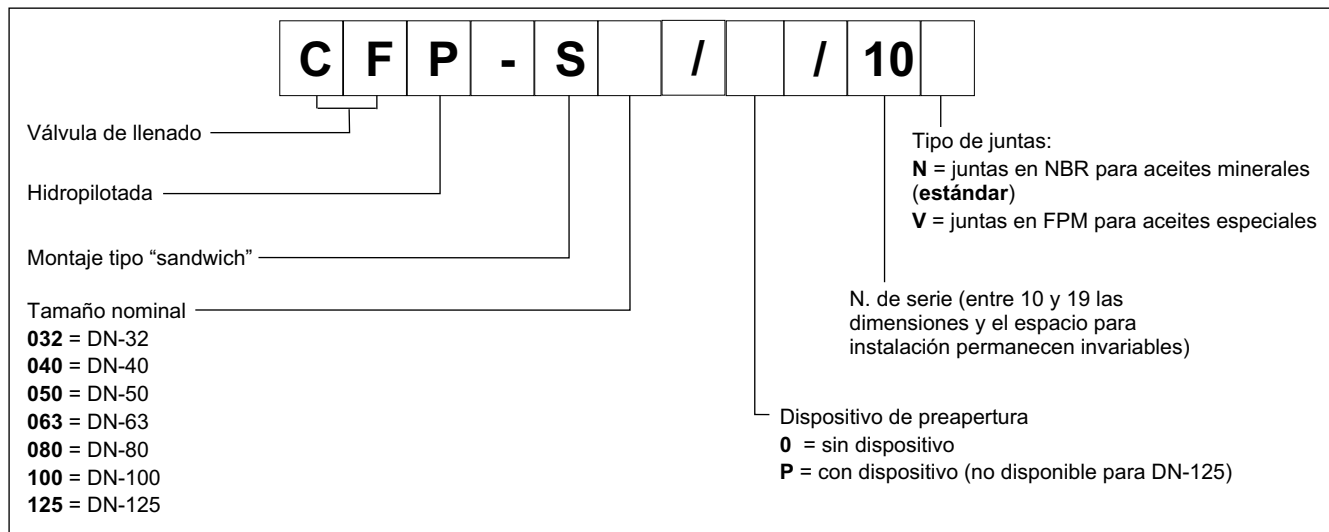 C F P - S / / 10
Válvula de llenado
Hidropilotada
Montaje tipo “sandwich”
Tamaño nominal
032 = DN-32
040 = DN-40
050 = DN-50
063 = DN-63
080 = DN-80
100 = DN-100
125 = DN-125
Tipo de juntas:
N = juntas en NBR para aceites minerales
(estándar)
V = juntas en FPM para aceites especiales
N. de serie (entre 10 y 19 las
dimensiones y el espacio para
instalación permanecen invariables)
Dispositivo de preapertura
0 = sin dispositivo
P = con dispositivo (no disponible para DN-125)